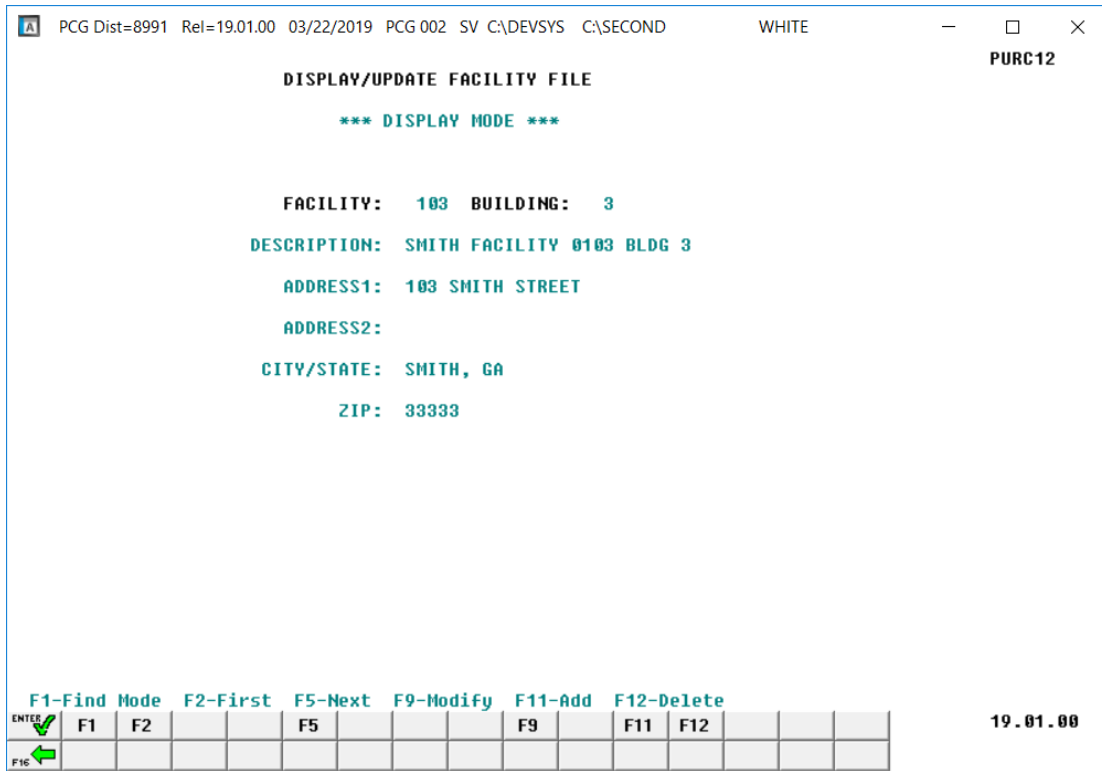 A PCG Dist=8991 Rel=19.01.00 03/22/2019 PCG 002 SV C:\DEVSYS C:\SECOND WHITE
PURC12
DISPLAY/UPDATE FACILITY FILE
*** DISPLAY MODE ***
FACILITY: 103 BUILDING: 3
DESCRIPTION: SMITH FACILITY 0103 BLDG 3
ADDRESS1: 103 SMITH STREET
ADDRESS2:
CITY/STATE: SMITH, GA
ZIP: 33333
F1-Find Mode F2-First F5-Next F9-Modify F11-Add F12-Delete
ENTER F1 F2 F5 F9 F11 F12 19.01.00
F16